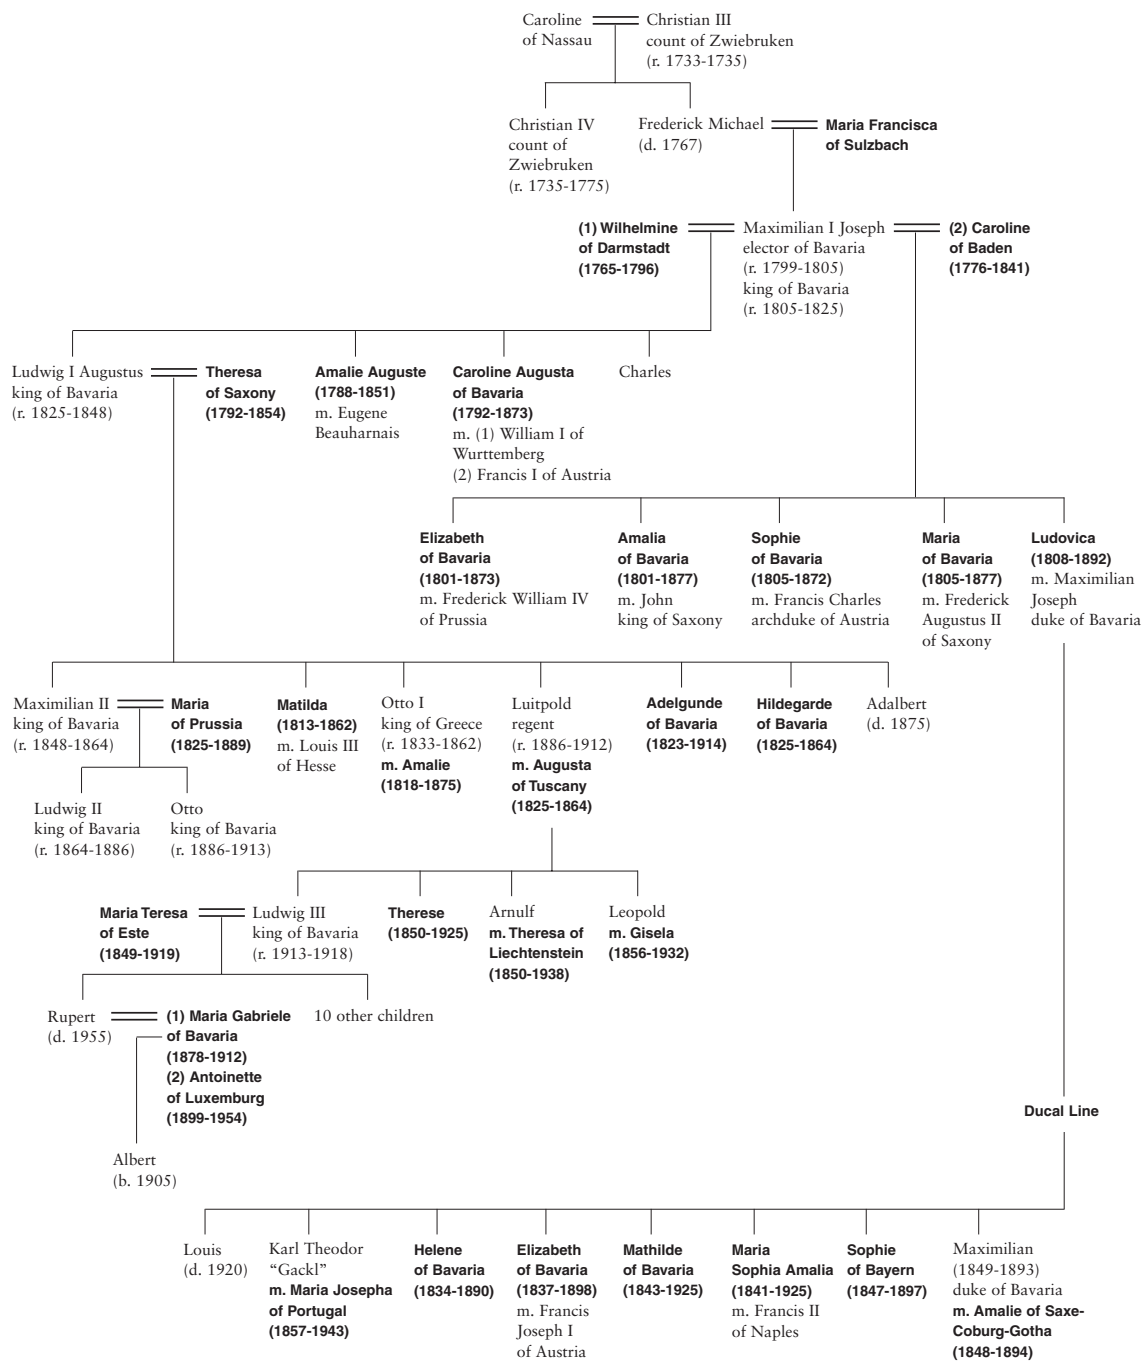 Caroline
of Nassau
Christian III
count of Zwiebruken
(r. 1733-1735)
Christian IV
count of
Zwiebruken
(r. 1735-1775)
Frederick Michael
(d. 1767)
Maria Francisca
of Sulzbach
(1) Wilhelmine
of Darmstadt
(1765-1796)
Maximilian I Joseph
elector of Bavaria
(r. 1799-1805)
king of Bavaria
(r. 1805-1825)
(2) Caroline
of Baden
(1776-1841)
Ludwig I Augustus
king of Bavaria
(r. 1825-1848)
Theresa
of Saxony
(1792-1854)
Amalie Auguste
(1788-1851)
m. Eugene
Beauharnais
Caroline Augusta
of Bavaria
(1792-1873)
m. (1) William I of
Wurttemberg
(2) Francis I of Austria
Charles
Elizabeth
of Bavaria
(1801-1873)
m. Frederick William IV
of Prussia
Amalia
of Bavaria
(1801-1877)
m. John
king of Saxony
Sophie
of Bavaria
(1805-1872)
m. Francis Charles
archduke of Austria
Maria
of Bavaria
(1805-1877)
m. Frederick
Augustus II
of Saxony
Ludovica
(1808-1892)
m. Maximilian
Joseph
duke of Bavaria
Maximilian II
king of Bavaria
(r. 1848-1864)
Maria
of Prussia
(1825-1889)
Matilda
(1813-1862)
m. Louis III
of Hesse
Otto I
king of Greece
(r. 1833-1862)
m. Amalie
(1818-1875)
Luitpold
regent
(r. 1886-1912)
m. Augusta
of Tuscany
(1825-1864)
Adelgunde
of Bavaria
(1823-1914)
Hildegarde
of Bavaria
(1825-1864)
Adalbert
(d. 1875)
Ludwig II
king of Bavaria
(r. 1864-1886)
Otto
king of Bavaria
(r. 1886-1913)
Maria Teresa
of Este
(1849-1919)
Ludwig III
king of Bavaria
(r. 1913-1918)
Therese
(1850-1925)
Arnulf
m. Theresa of
Liechtenstein
(1850-1938)
Leopold
m. Gisela
(1856-1932)
Rupert
(d. 1955)
(1) Maria Gabriele
of Bavaria
(1878-1912)
(2) Antoinette
of Luxemburg
(1899-1954)
10 other children
Albert
(b. 1905)
Ducal Line
Louis
(d. 1920)
Karl Theodor
“Gackl”
m. Maria Josepha
of Portugal
(1857-1943)
Helene
of Bavaria
(1834-1890)
Elizabeth
of Bavaria
(1837-1898)
m. Francis
Joseph I
of Austria
Mathilde
of Bavaria
(1843-1925)
Maria
Sophia Amalia
(1841-1925)
m. Francis II
of Naples
Sophie
of Bayern
(1847-1897)
Maximilian
(1849-1893)
duke of Bavaria
m. Amalie of Saxe-
Coburg-Gotha
(1848-1894)